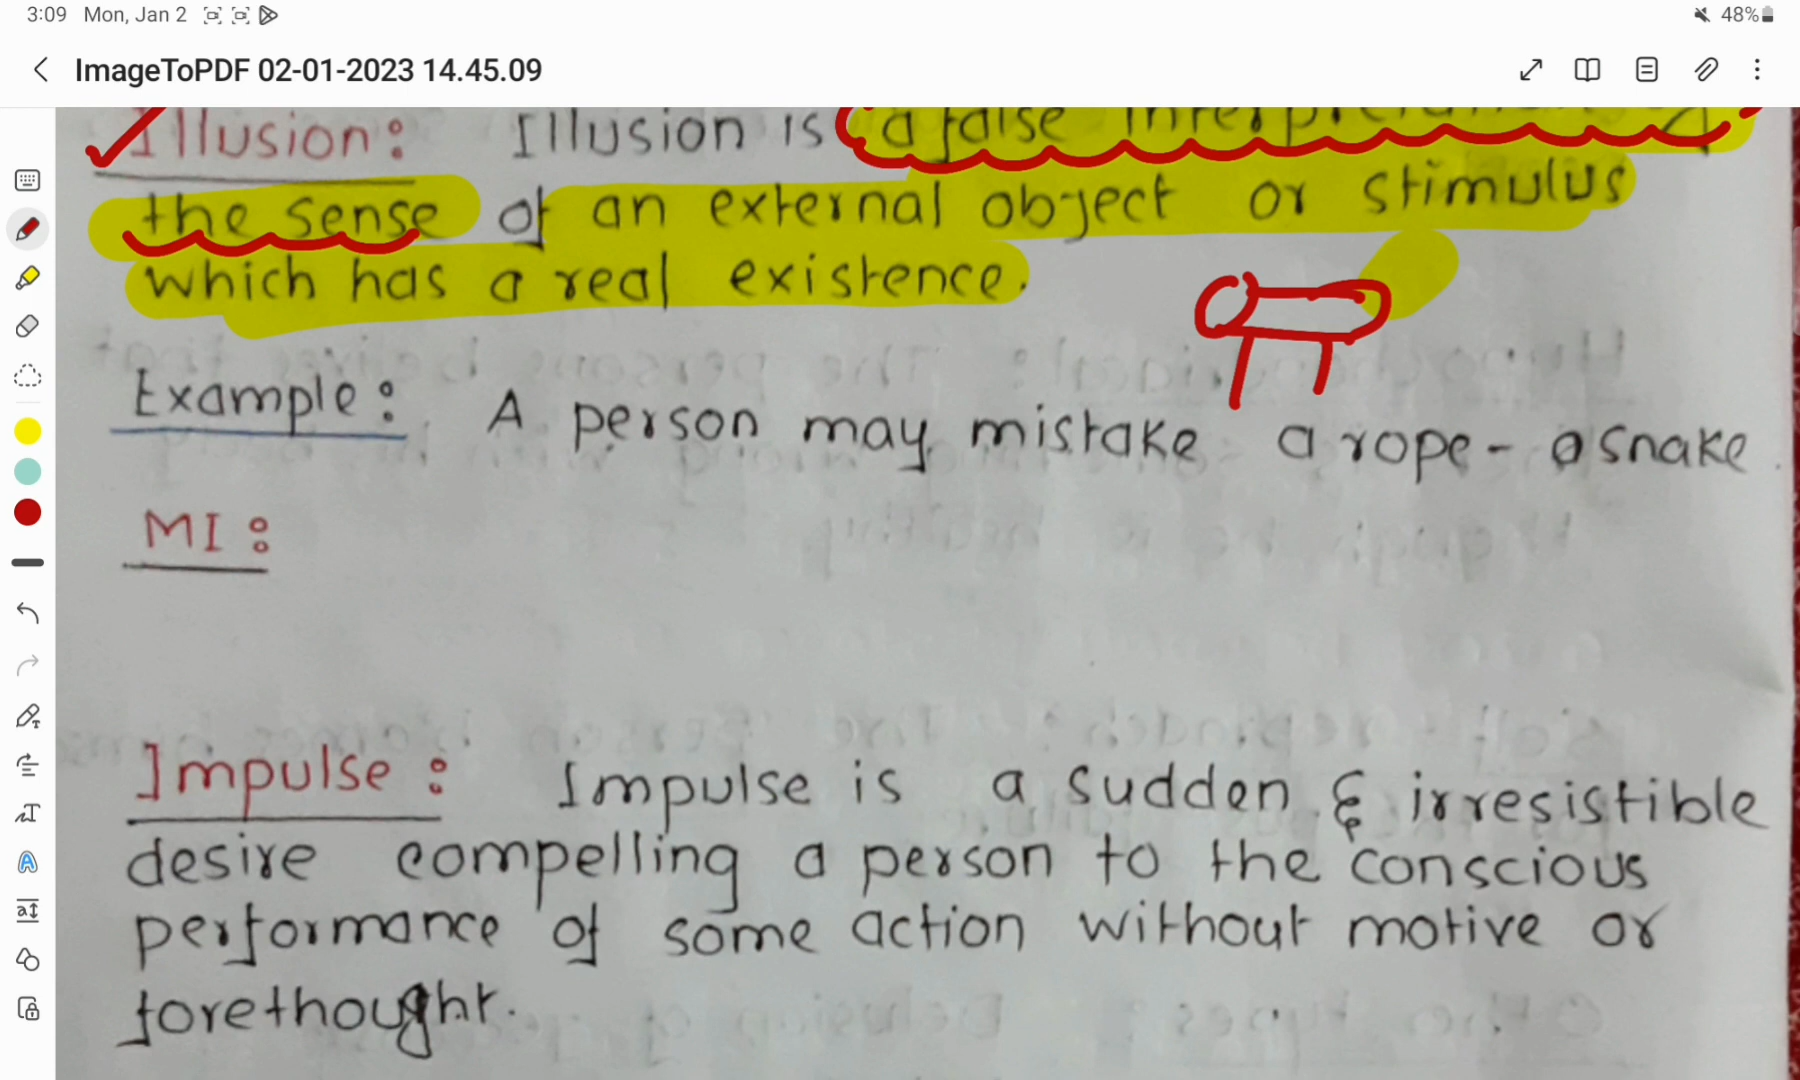 3:09 Mon, Jan 2
48%
ImageToPDF 02-01-2023 14.45.09
Illusion: Illusion is a false interpretation of
the sense of an external object or stimulus
which has a real existence.
Example: A person may mistake a rope - a snake
MI:
Impulse: Impulse is a sudden & irresistible
desire compelling a person to the conscious
performance of some action without motive or
forethought.